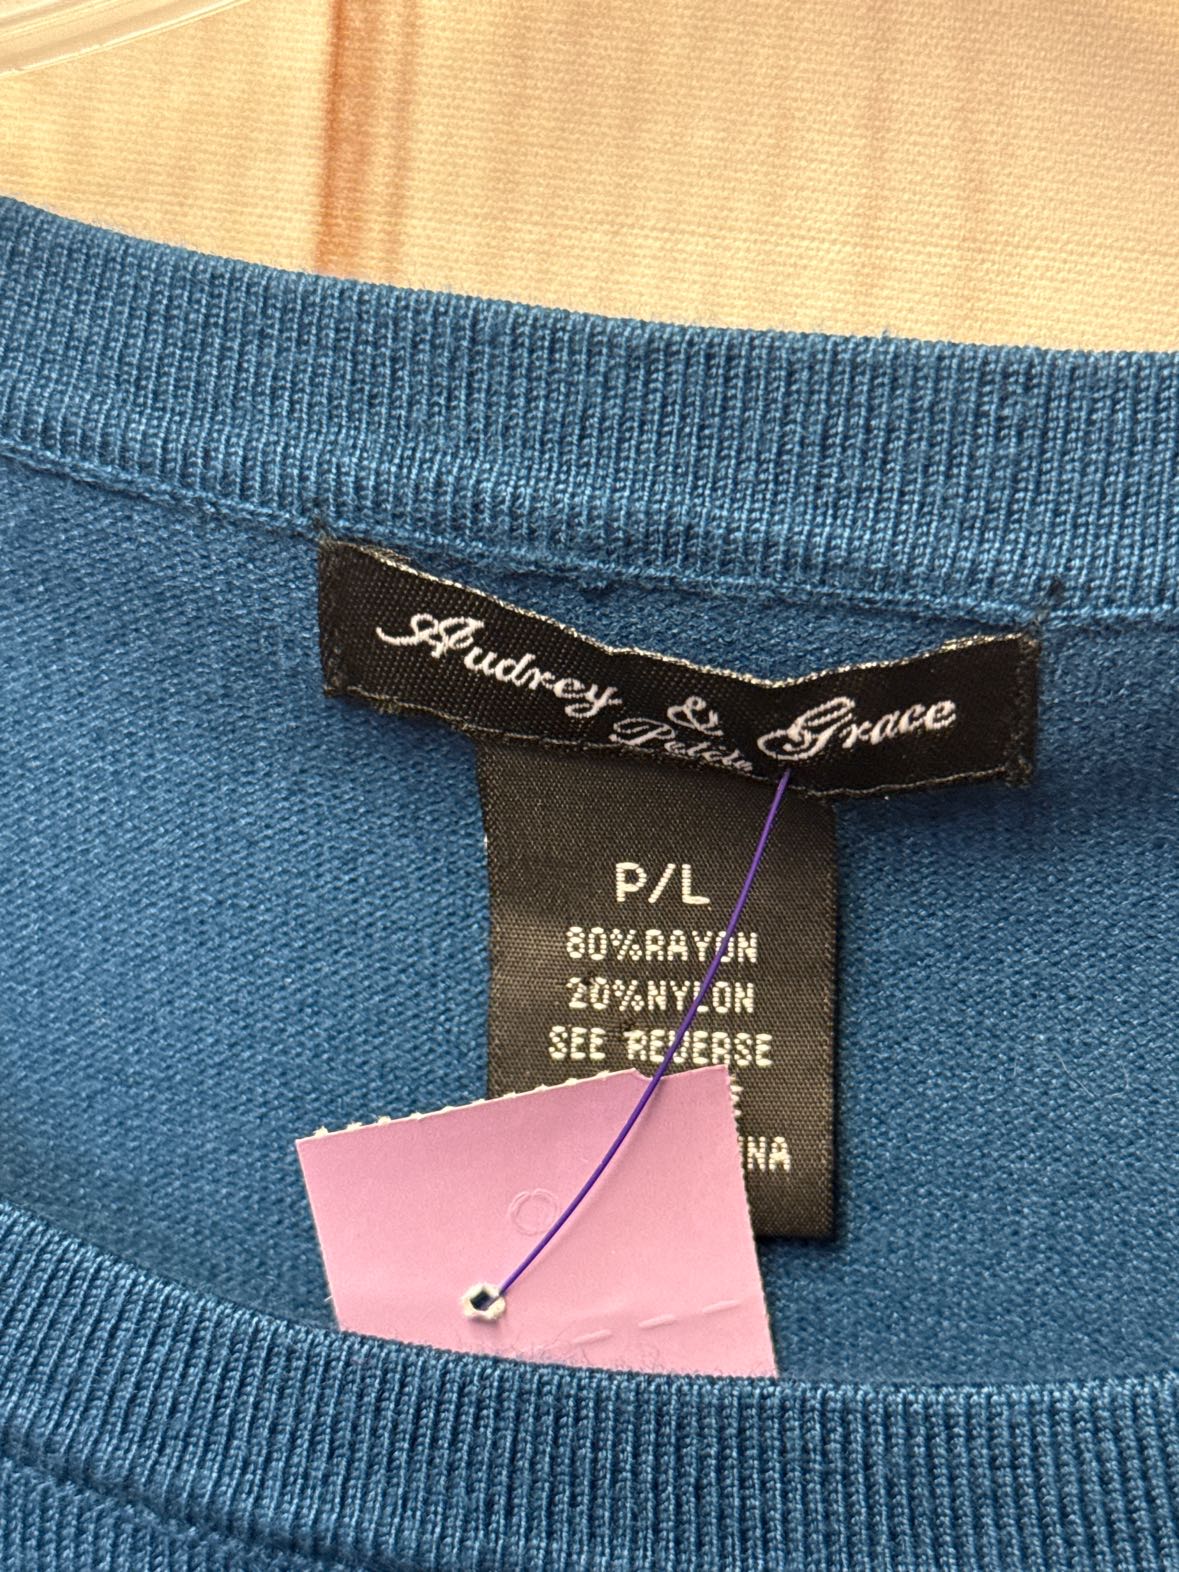 Audrey & Grace
Petite
P/L
80%RAYON
20%NYLON
SEE REVERSE